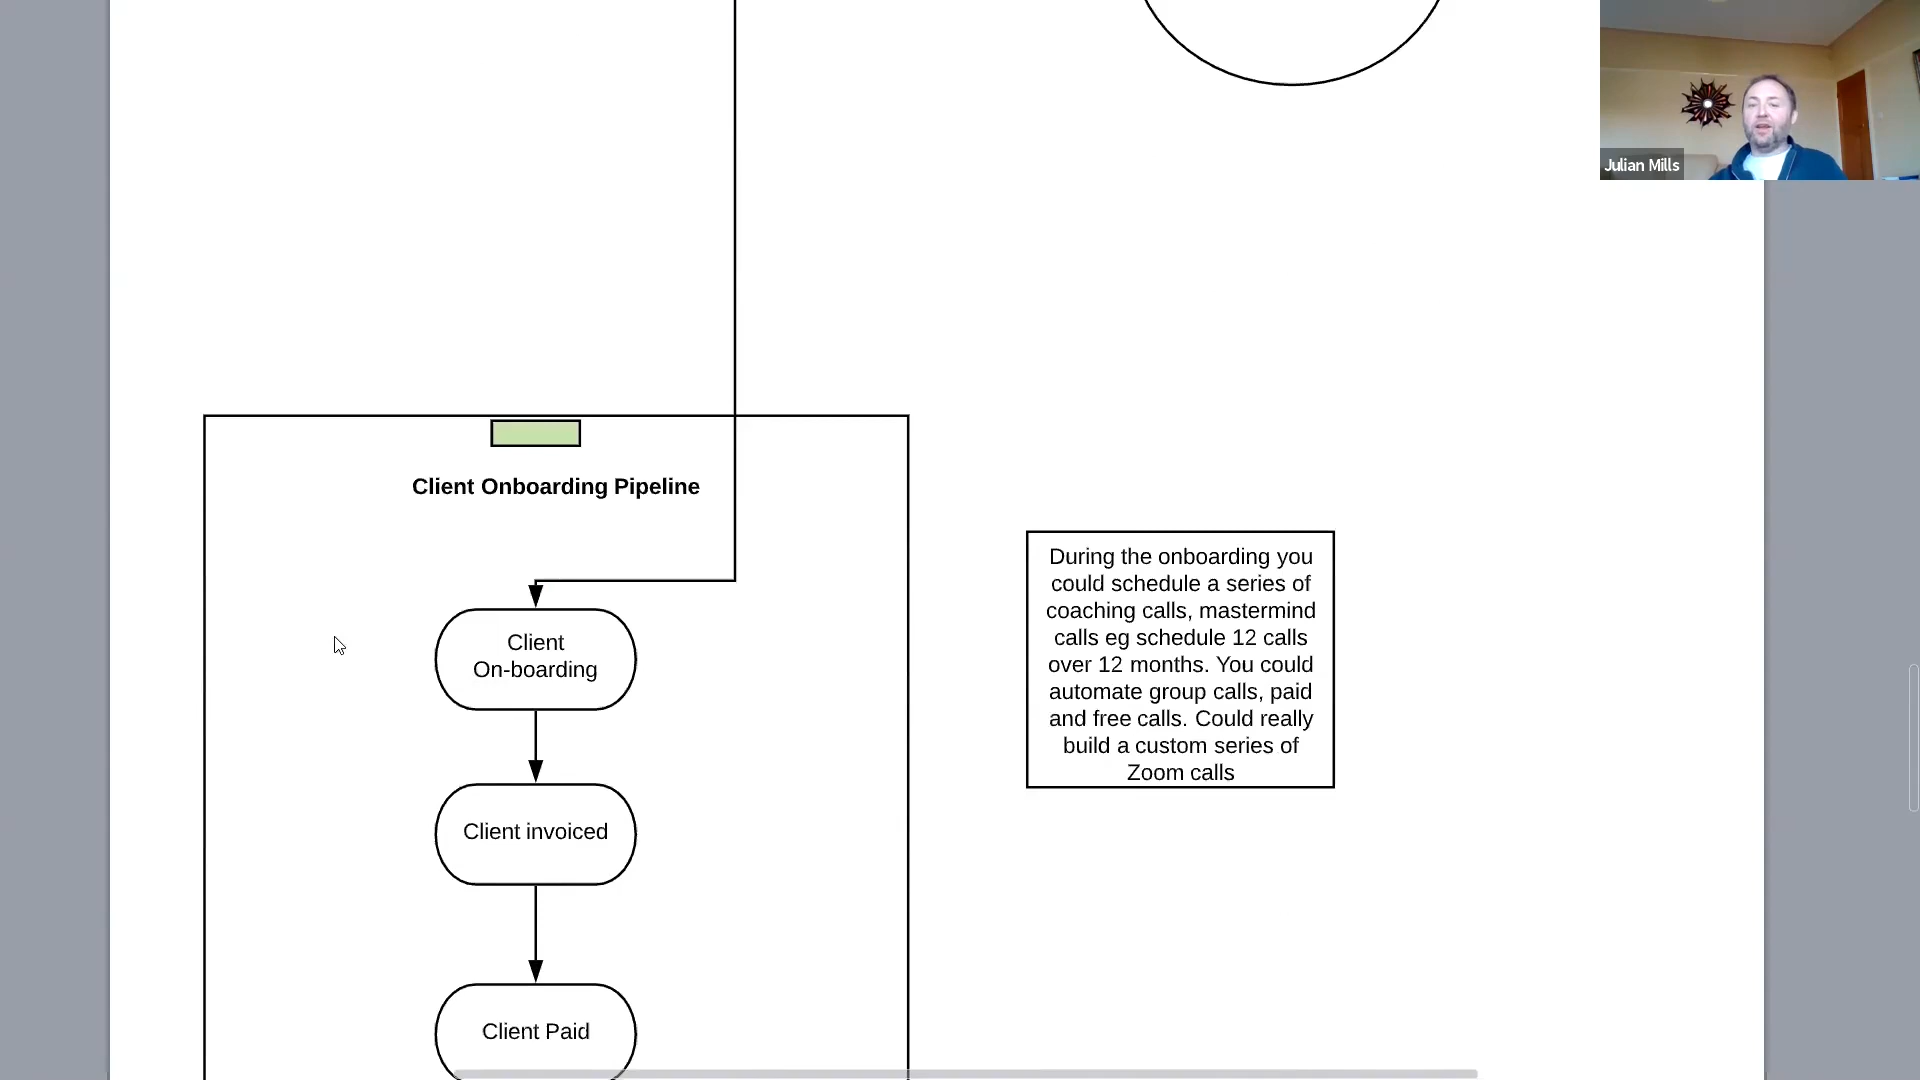 Julian Mills
Client Onboarding Pipeline
Client
On-boarding
Client invoiced
Client Paid
During the onboarding you
could schedule a series of
coaching calls, mastermind
calls eg schedule 12 calls
over 12 months. You could
automate group calls, paid
and free calls. Could really
build a custom series of
Zoom calls